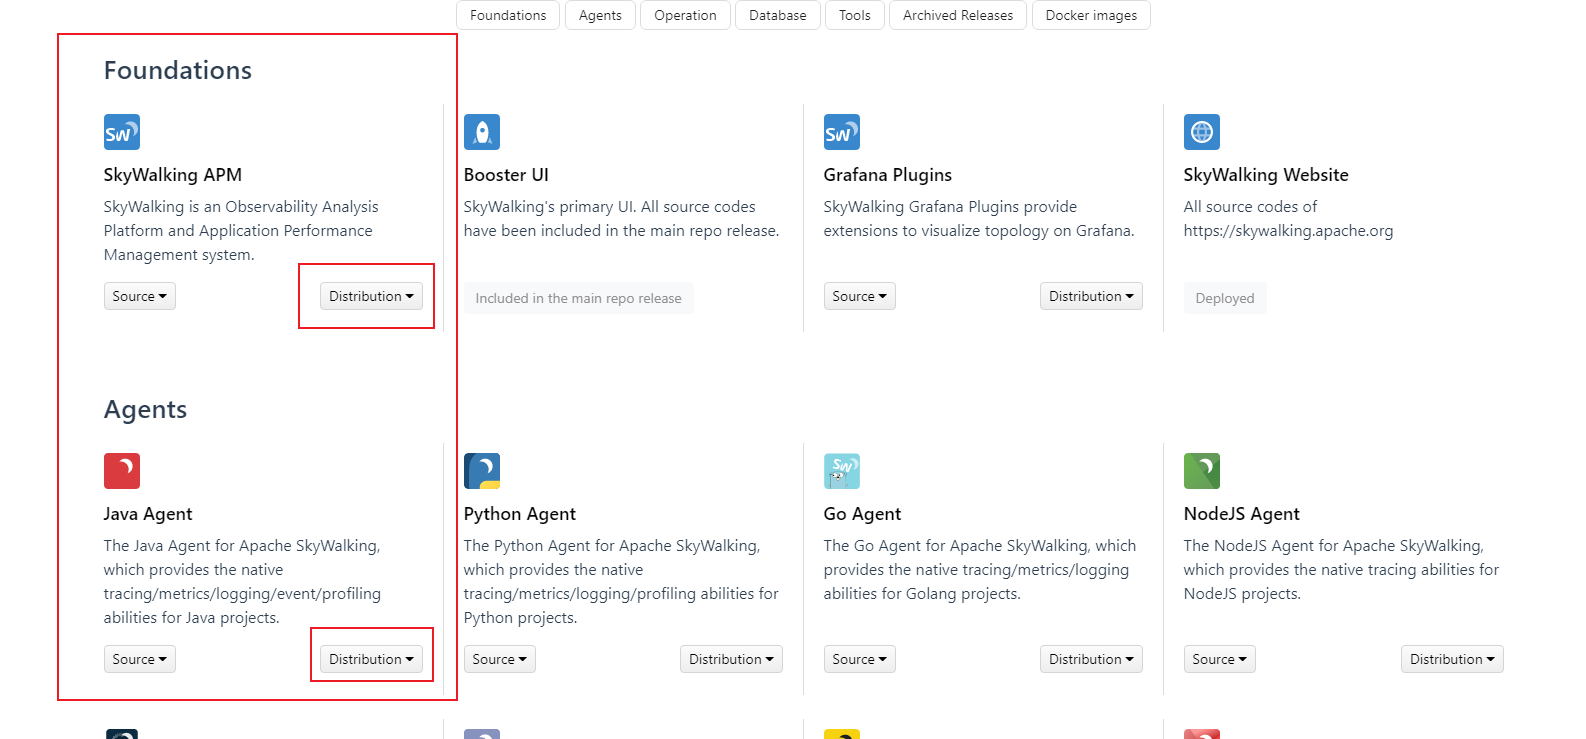 Foundations Agents Operation Database Tools Archived Releases Docker images
Foundations
SW
SkyWalking APM
SkyWalking is an Observability Analysis
Platform and Application Performance
Management system.
Source Distribution
Booster UI
SkyWalking's primary UI. All source codes
have been included in the main repo release.
Included in the main repo release
SW
Grafana Plugins
SkyWalking Grafana Plugins provide
extensions to visualize topology on Grafana.
Source Distribution
SkyWalking Website
All source codes of
https://skywalking.apache.org
Deployed
Agents
Java Agent
The Java Agent for Apache SkyWalking,
which provides the native
tracing/metrics/logging/event/profiling
abilities for Java projects.
Source Distribution
Python Agent
The Python Agent for Apache SkyWalking,
which provides the native
tracing/metrics/logging/profiling abilities for
Python projects.
Source Distribution
SW
Go Agent
The Go Agent for Apache SkyWalking, which
provides the native tracing/metrics/logging
abilities for Golang projects.
Source Distribution
NodeJS Agent
The NodeJS Agent for Apache SkyWalking,
which provides the native tracing abilities for
NodeJS projects.
Source Distribution